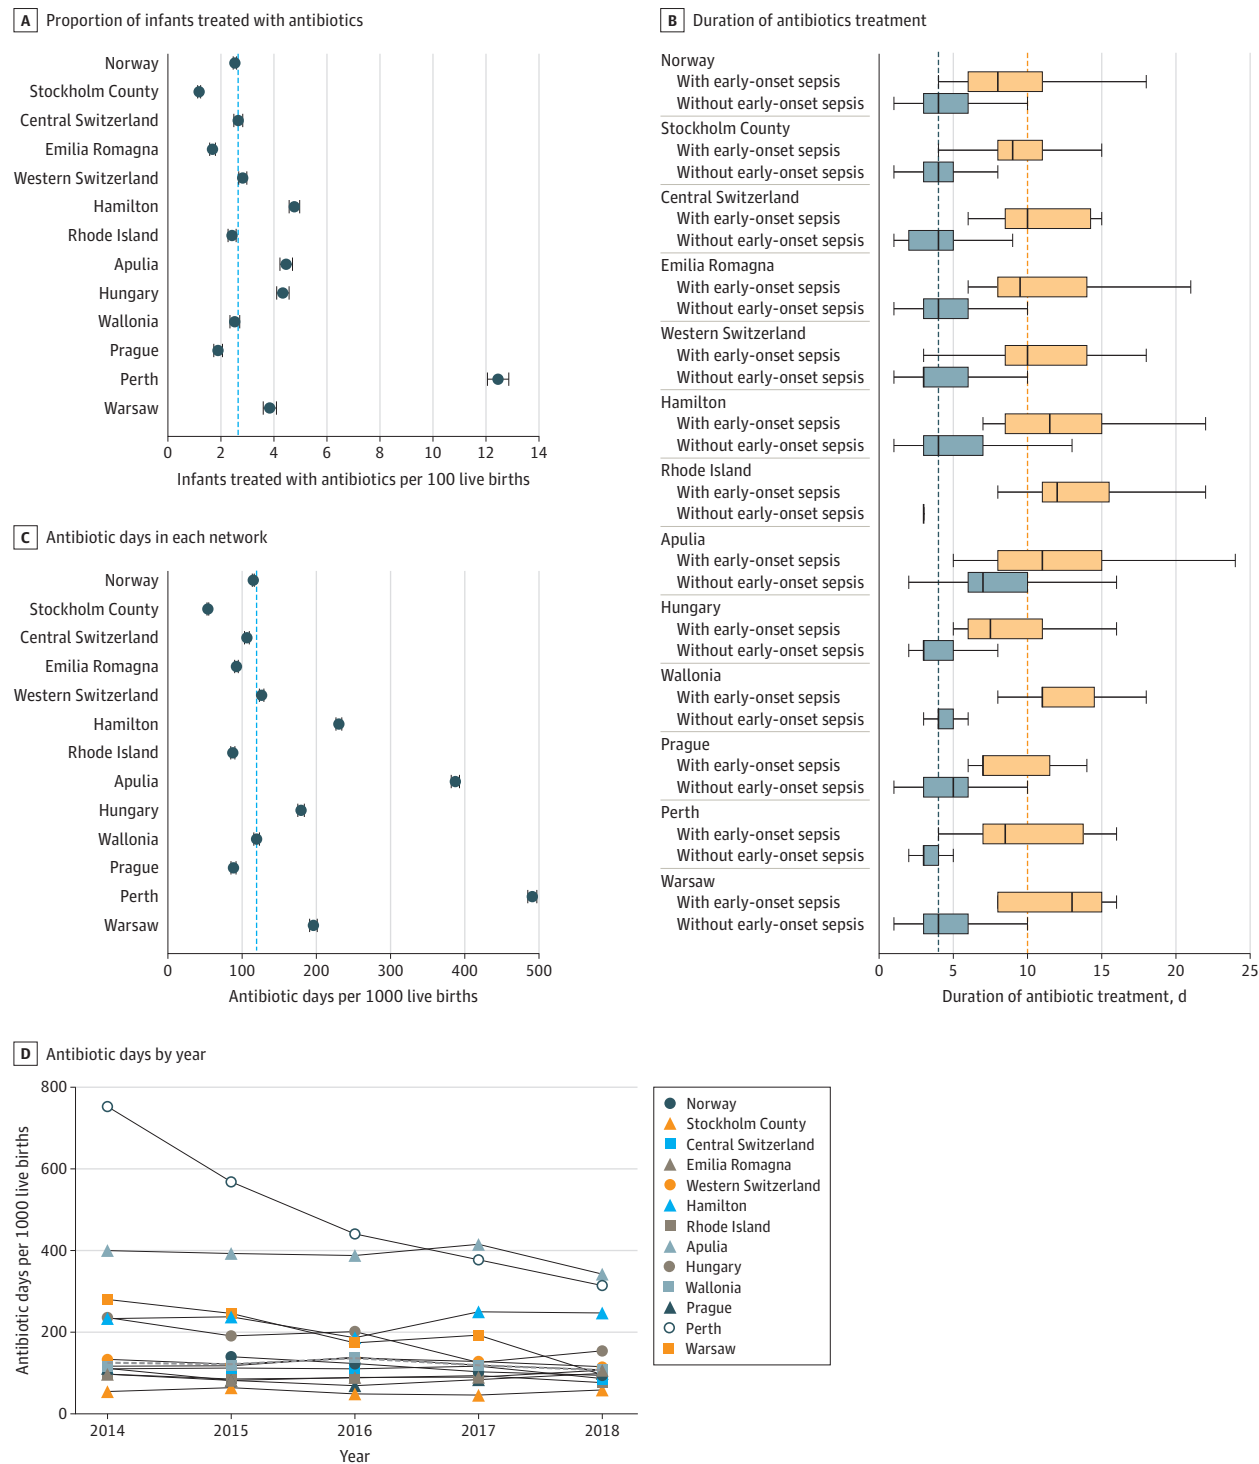 A Proportion of infants treated with antibiotics
Norway
Stockholm County
Central Switzerland
Emilia Romagna
Western Switzerland
Hamilton
Rhode Island
Apulia
Hungary
Wallonia
Prague
Perth
Warsaw
0 2 4 6 8 10 12 14
Infants treated with antibiotics per 100 live births
B Duration of antibiotics treatment
Norway
With early-onset sepsis
Without early-onset sepsis
Stockholm County
With early-onset sepsis
Without early-onset sepsis
Central Switzerland
With early-onset sepsis
Without early-onset sepsis
Emilia Romagna
With early-onset sepsis
Without early-onset sepsis
Western Switzerland
With early-onset sepsis
Without early-onset sepsis
Hamilton
With early-onset sepsis
Without early-onset sepsis
Rhode Island
With early-onset sepsis
Without early-onset sepsis
Apulia
With early-onset sepsis
Without early-onset sepsis
Hungary
With early-onset sepsis
Without early-onset sepsis
Wallonia
With early-onset sepsis
Without early-onset sepsis
Prague
With early-onset sepsis
Without early-onset sepsis
Perth
With early-onset sepsis
Without early-onset sepsis
Warsaw
With early-onset sepsis
Without early-onset sepsis
0 5 10 15 20 25
Duration of antibiotic treatment, d
C Antibiotic days in each network
Norway
Stockholm County
Central Switzerland
Emilia Romagna
Western Switzerland
Hamilton
Rhode Island
Apulia
Hungary
Wallonia
Prague
Perth
Warsaw
0 100 200 300 400 500
Antibiotic days per 1000 live births
D Antibiotic days by year
Antibiotic days per 1000 live births
800
600
400
200
0
2014 2015 2016 2017 2018
Year
Norway
Stockholm County
Central Switzerland
Emilia Romagna
Western Switzerland
Hamilton
Rhode Island
Apulia
Hungary
Wallonia
Prague
Perth
Warsaw